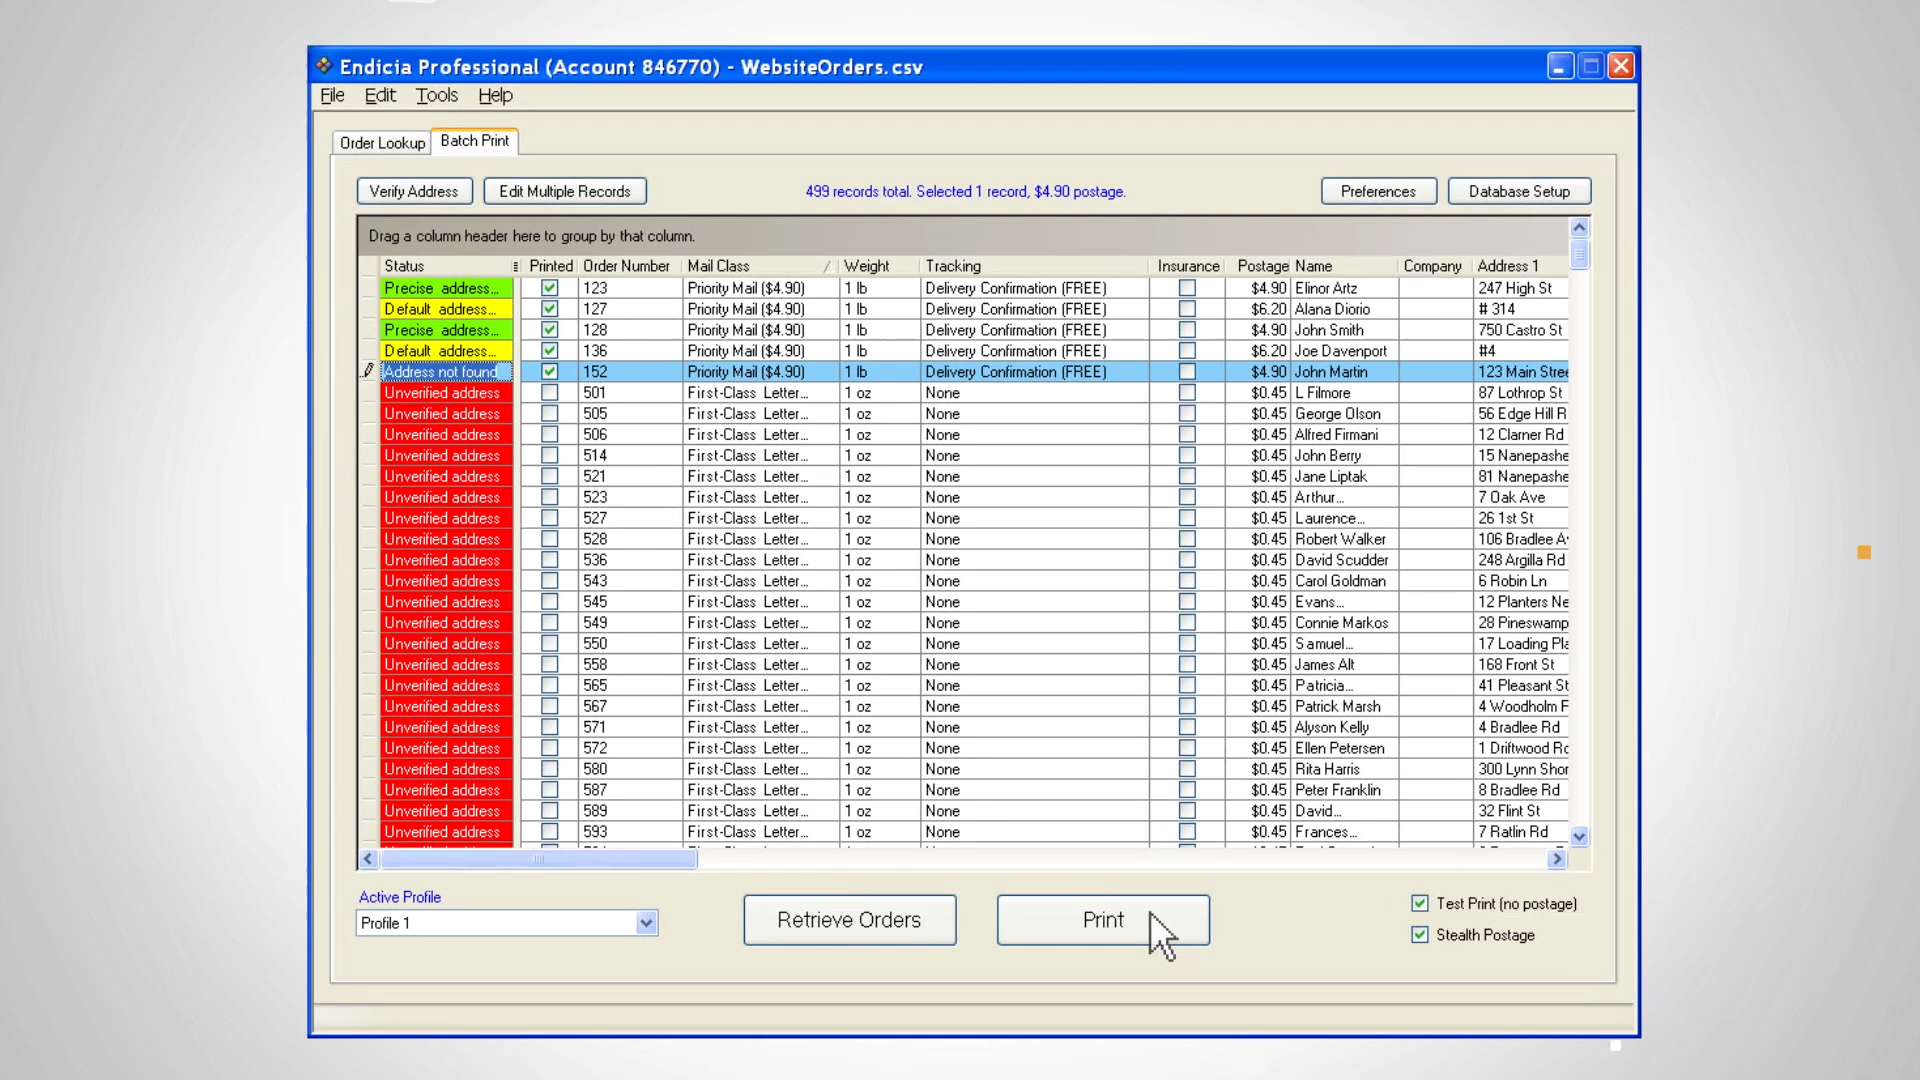 Endicia Professional (Account 846770) - WebsiteOrders.csv
File Edit Tools Help
Order Lookup Batch Print
Verify Address Edit Multiple Records 499 records total. Selected 1 record, $4.90 postage. Preferences Database Setup
Drag a column header here to group by that column.
Status Printed Order Number Mail Class Weight Tracking Insurance Postage Name Company Address 1
Precise address... 123 Priority Mail ($4.90) 1 lb Delivery Confirmation (FREE) $4.90 Elinor Artz 247 High St
Default address... 127 Priority Mail ($4.90) 1 lb Delivery Confirmation (FREE) $6.20 Alana Diorio # 314
Precise address... 128 Priority Mail ($4.90) 1 lb Delivery Confirmation (FREE) $4.90 John Smith 750 Castro St
Default address... 136 Priority Mail ($4.90) 1 lb Delivery Confirmation (FREE) $6.20 Joe Davenport #4
Address not found 152 Priority Mail ($4.90) 1 lb Delivery Confirmation (FREE) $4.90 John Martin 123 Main Stree
Unverified address 501 First-Class Letter... 1 oz None $0.45 L Filmore 87 Lothrop St
Unverified address 505 First-Class Letter... 1 oz None $0.45 George Olson 56 Edge Hill R
Unverified address 506 First-Class Letter... 1 oz None $0.45 Alfred Firmani 12 Clarner Rd
Unverified address 514 First-Class Letter... 1 oz None $0.45 John Berry 15 Nanepashe
Unverified address 521 First-Class Letter... 1 oz None $0.45 Jane Liptak 81 Nanepashe
Unverified address 523 First-Class Letter... 1 oz None $0.45 Arthur... 7 Oak Ave
Unverified address 527 First-Class Letter... 1 oz None $0.45 Laurence... 26 1st St
Unverified address 528 First-Class Letter... 1 oz None $0.45 Robert Walker 106 Bradlee A
Unverified address 536 First-Class Letter... 1 oz None $0.45 David Scudder 248 Argilla Rd
Unverified address 543 First-Class Letter... 1 oz None $0.45 Carol Goldman 6 Robin Ln
Unverified address 545 First-Class Letter... 1 oz None $0.45 Evans... 12 Planters Ne
Unverified address 549 First-Class Letter... 1 oz None $0.45 Connie Markos 28 Pineswamp
Unverified address 550 First-Class Letter... 1 oz None $0.45 Samuel... 17 Loading Pla
Unverified address 558 First-Class Letter... 1 oz None $0.45 James Alt 168 Front St
Unverified address 565 First-Class Letter... 1 oz None $0.45 Patricia... 41 Pleasant St
Unverified address 567 First-Class Letter... 1 oz None $0.45 Patrick Marsh 4 Woodholm F
Unverified address 571 First-Class Letter... 1 oz None $0.45 Alyson Kelly 4 Bradlee Rd
Unverified address 572 First-Class Letter... 1 oz None $0.45 Ellen Petersen 1 Driftwood Rd
Unverified address 580 First-Class Letter... 1 oz None $0.45 Rita Harris 300 Lynn Shor
Unverified address 587 First-Class Letter... 1 oz None $0.45 Peter Franklin 8 Bradlee Rd
Unverified address 589 First-Class Letter... 1 oz None $0.45 David... 32 Flint St
Unverified address 593 First-Class Letter... 1 oz None $0.45 Frances... 7 Ratlin Rd
Active Profile
Profile 1
Retrieve Orders Print
Test Print (no postage)
Stealth Postage